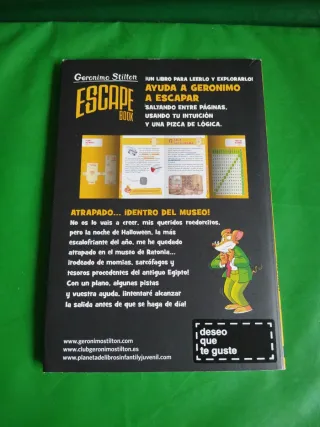 Geronimo Stilton
ESCAPE
BOOK
¡UN LIBRO PARA LEERLO Y EXPLORARLO!
AYUDA A GERONIMO
A ESCAPAR
SALTANDO ENTRE PÁGINAS,
USANDO TU INTUICIÓN
Y UNA PIZCA DE LÓGICA.
ATRAPADO... ¡DENTRO DEL MUSEO!
No os lo vais a creer, mis queridos roedorcitos,
pero la noche de Halloween, la más
escalofriante del año, me he quedado
atrapado en el museo de Ratonia...
¡rodeado de momias, sarcófagos y
tesoros procedentes del antiguo Egipto!
Con un plano, algunas pistas
y vuestra ayuda, ¡intentaré alcanzar
la salida antes de que se haga de día!
www.geronimostilton.com
www.clubgeronimostilton.es
www.planetadelibrosinfantilyjuvenil.com
deseo
que
te guste